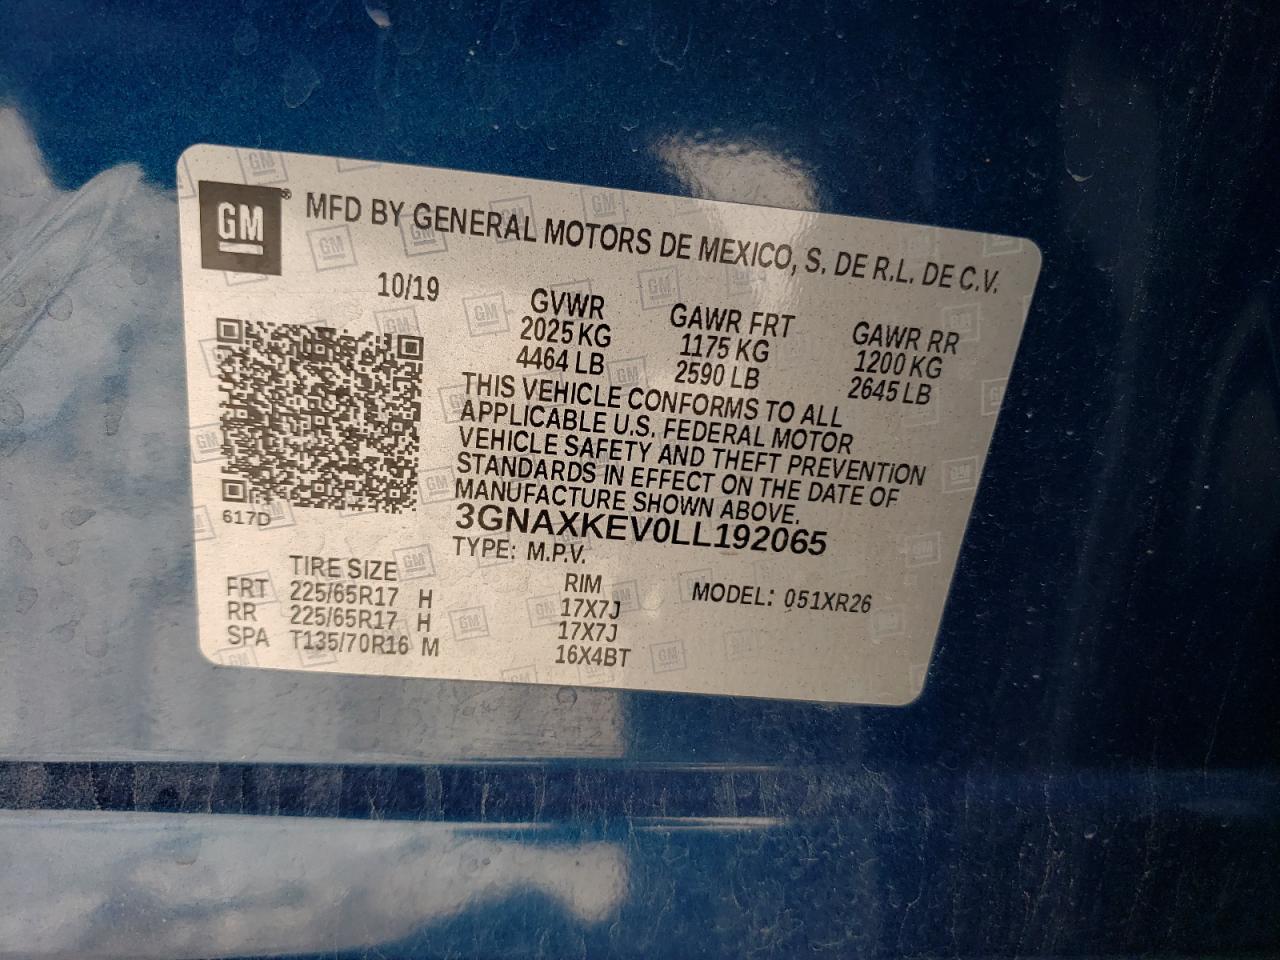 GM® MFD BY GENERAL MOTORS DE MEXICO, S. DE R.L. DE C.V.
10/19
GVWR GAWR FRT GAWR RR
2025 KG 1175 KG 1200 KG
4464 LB 2590 LB 2645 LB
THIS VEHICLE CONFORMS TO ALL
APPLICABLE U.S. FEDERAL MOTOR
VEHICLE SAFETY AND THEFT PREVENTION
STANDARDS IN EFFECT ON THE DATE OF
MANUFACTURE SHOWN ABOVE.
617D
3GNAXKEV0LL192065
TYPE: M.P.V.
MODEL: 051XR26
TIRE SIZE RIM
FRT 225/65R17 H 17X7J
RR 225/65R17 H 17X7J
SPA T135/70R16 M 16X4BT